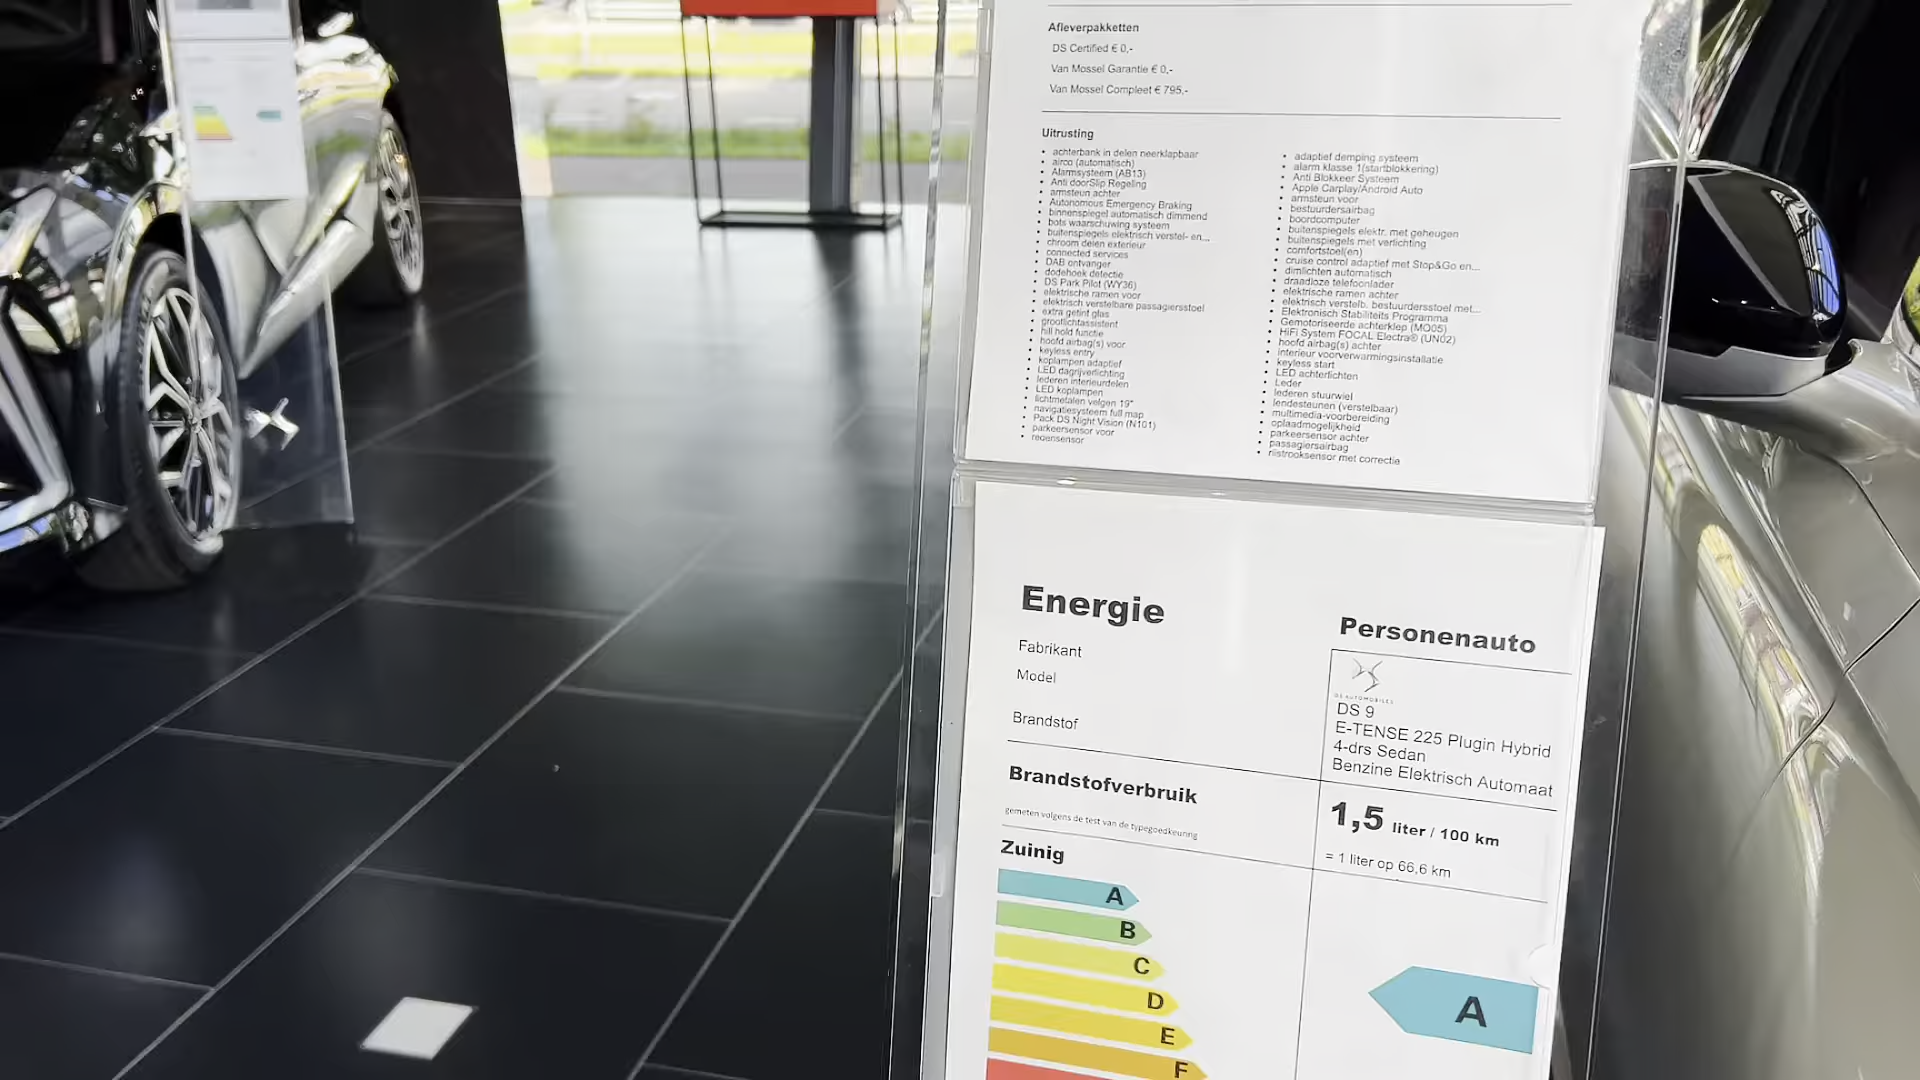 Afleverpakketten
DS Certified € 0,-
Van Mossel Garantie € 0,-
Van Mossel Compleet € 795,-
Uitrusting
• achterbank in delen neerklapbaar
• airco (automatisch)
• Alarmsysteem (AB13)
• Anti doorSlip Regeling
• armsteun achter
• Autonomous Emergency Braking
• binnenspiegel automatisch dimmend
• bots waarschuwing systeem
• buitenspiegels elektrisch verstel- en...
• chroom delen exterieur
• connected services
• DAB ontvanger
• dodehoek detectie
• DS Park Pilot (WY36)
• elektrische ramen voor
• elektrisch verstelbare passagiersstoel
• extra getint glas
• grootlichtassistent
• hill hold functie
• hoofd airbag(s) voor
• keyless entry
• koplampen adaptief
• LED dagrijverlichting
• lederen interieurdelen
• LED koplampen
• lichtmetalen velgen 19"
• navigatiesysteem full map
• Pack DS Night Vision (N101)
• parkeersensor voor
• regensensor
• adaptief demping systeem
• alarm klasse 1(startblokkering)
• Anti Blokkeer Systeem
• Apple Carplay/Android Auto
• armsteun voor
• bestuurdersairbag
• boordcomputer
• buitenspiegels elektr. met geheugen
• buitenspiegels met verlichting
• comfortstoel(en)
• cruise control adaptief met Stop&Go en...
• dimlichten automatisch
• draadloze telefoonlader
• elektrische ramen achter
• elektrisch verstelb. bestuurdersstoel met...
• Elektronisch Stabiliteits Programma
• Gemotoriseerde achterklep (MO05)
• HiFi System FOCAL Electra® (UN02)
• hoofd airbag(s) achter
• interieur voorverwarmingsinstallatie
• keyless start
• LED achterlichten
• Leder
• lederen stuurwiel
• lendesteunen (verstelbaar)
• multimedia-voorbereiding
• oplaadmogelijkheid
• parkeersensor achter
• passagiersairbag
• rijstrooksensor met correctie
Energie
Personenauto
Fabrikant
DS AUTOMOBILES
Model
DS 9
E-TENSE 225 Plugin Hybrid
4-drs Sedan
Brandstof
Benzine Elektrisch Automaat
Brandstofverbruik
gemeten volgens de test van de typegoedkeuring
1,5 liter / 100 km
= 1 liter op 66,6 km
Zuinig
A
B
C
D
E
F
A